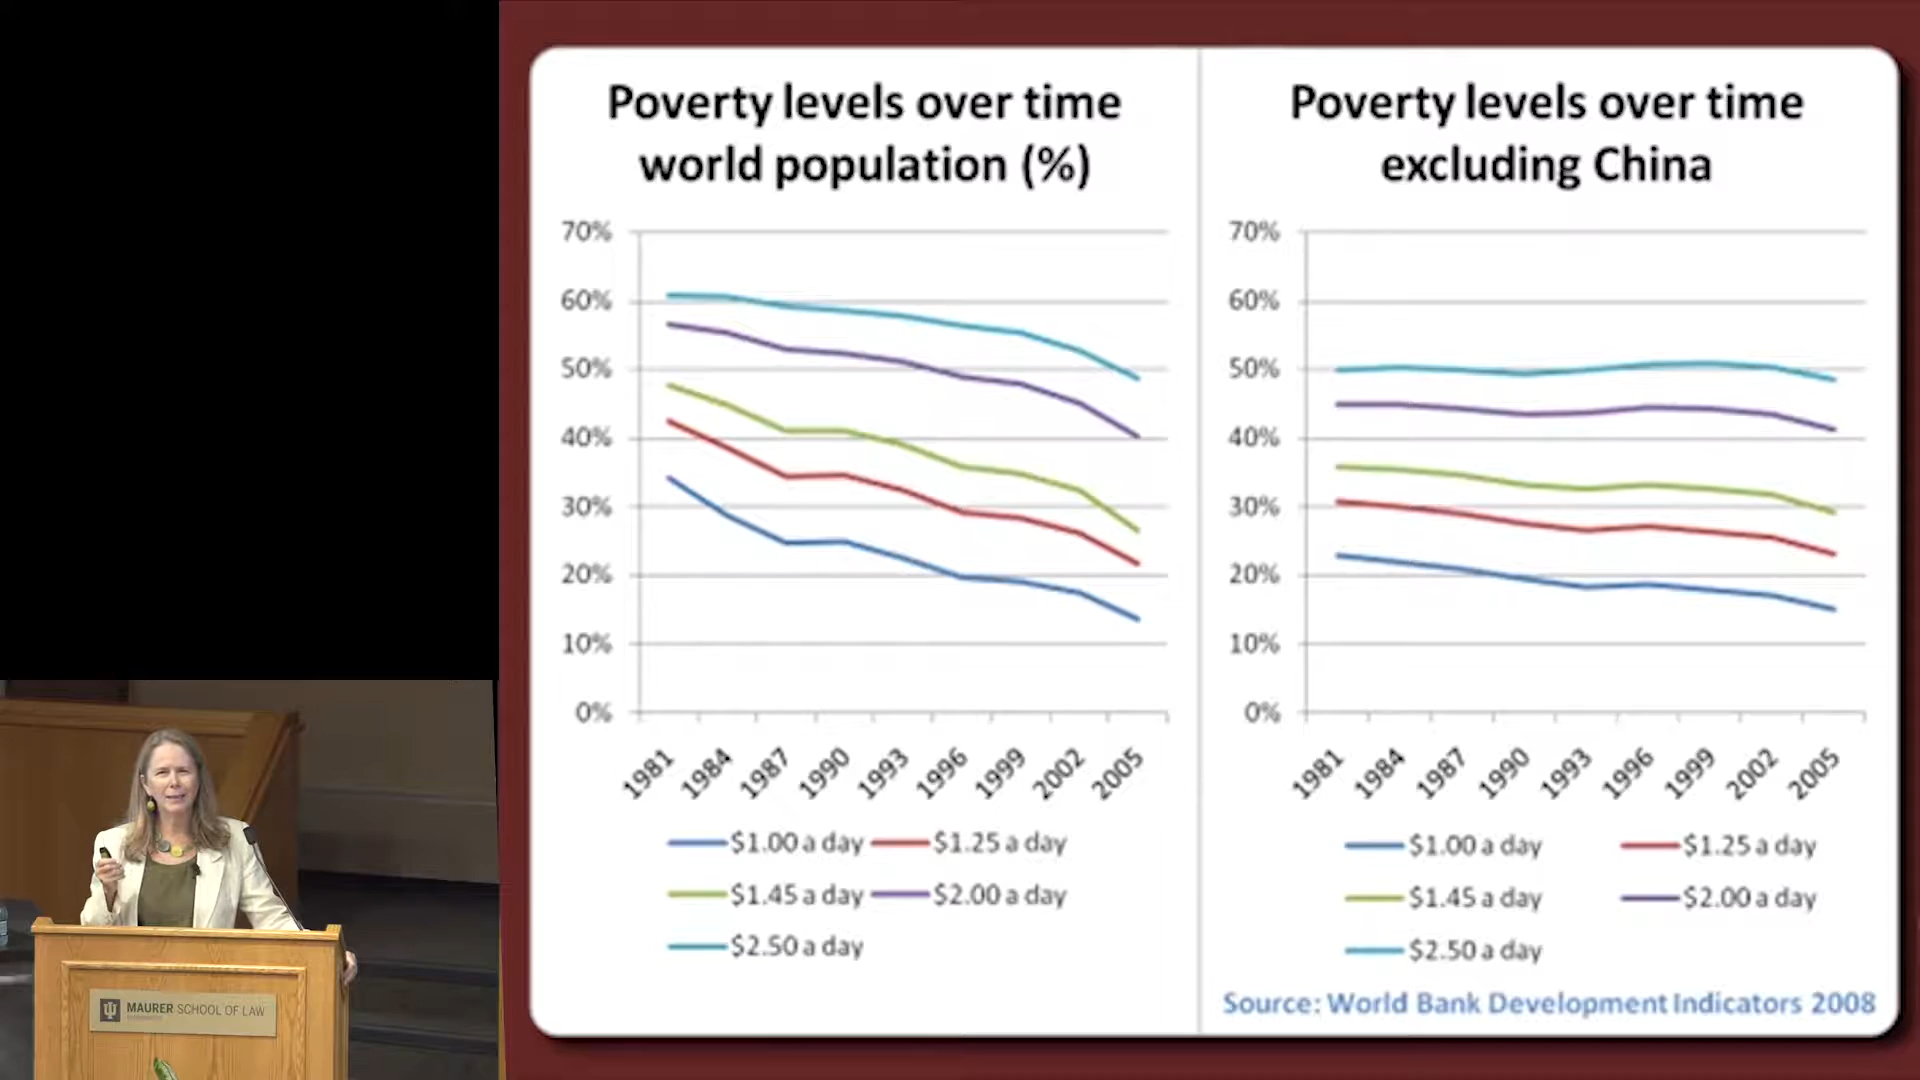 Poverty levels over time
world population (%)
70%
60%
50%
40%
30%
20%
10%
0%
1981
1984
1987
1990
1993
1996
1999
2002
2005
$1.00 a day
$1.25 a day
$1.45 a day
$2.00 a day
$2.50 a day
Poverty levels over time
excluding China
70%
60%
50%
40%
30%
20%
10%
0%
1981
1984
1987
1990
1993
1996
1999
2002
2005
$1.00 a day
$1.25 a day
$1.45 a day
$2.00 a day
$2.50 a day
Source: World Bank Development Indicators 2008
MAURER SCHOOL OF LAW